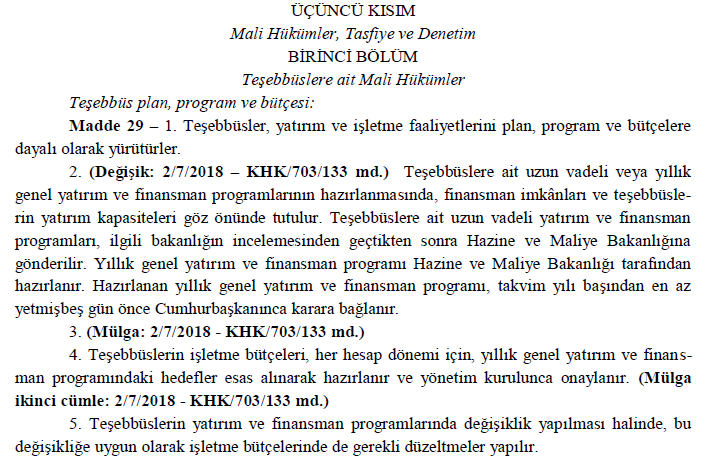 ÜÇÜNCÜ KISIM
Mali Hükümler, Tasfiye ve Denetim
BİRİNCİ BÖLÜM
Teşebbüslere ait Mali Hükümler
Teşebbüs plan, program ve bütçesi:
Madde 29 – 1. Teşebbüsler, yatırım ve işletme faaliyetlerini plan, program ve bütçelere
dayalı olarak yürütürler.
2. (Değişik: 2/7/2018 – KHK/703/133 md.) Teşebbüslere ait uzun vadeli veya yıllık
genel yatırım ve finansman programlarının hazırlanmasında, finansman imkânları ve teşebbüsle-
rin yatırım kapasiteleri göz önünde tutulur. Teşebbüslere ait uzun vadeli yatırım ve finansman
programları, ilgili bakanlığın incelemesinden geçtikten sonra Hazine ve Maliye Bakanlığına
gönderilir. Yıllık genel yatırım ve finansman programı Hazine ve Maliye Bakanlığı tarafından
hazırlanır. Hazırlanan yıllık genel yatırım ve finansman programı, takvim yılı başından en az
yetmişbeş gün önce Cumhurbaşkanınca karara bağlanır.
3. (Mülga: 2/7/2018 - KHK/703/133 md.)
4. Teşebbüslerin işletme bütçeleri, her hesap dönemi için, yıllık genel yatırım ve finans-
man programındaki hedefler esas alınarak hazırlanır ve yönetim kurulunca onaylanır. (Mülga
ikinci cümle: 2/7/2018 - KHK/703/133 md.)
5. Teşebbüslerin yatırım ve finansman programlarında değişiklik yapılması halinde, bu
değişikliğe uygun olarak işletme bütçelerinde de gerekli düzeltmeler yapılır.